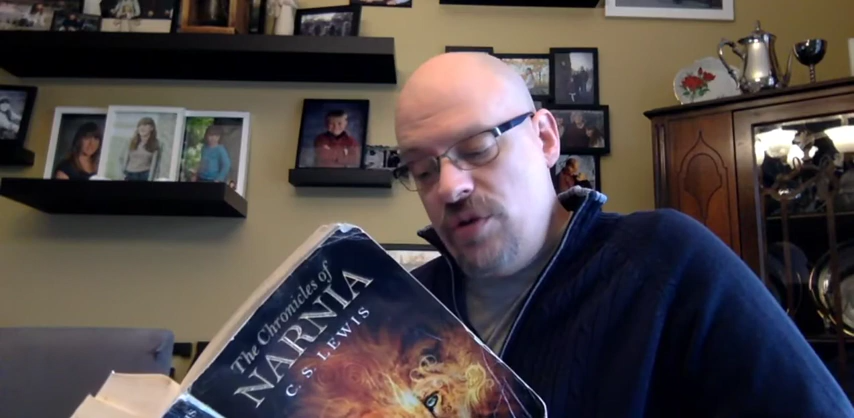 The Chronicles of
NARNIA
C. S. LEWIS